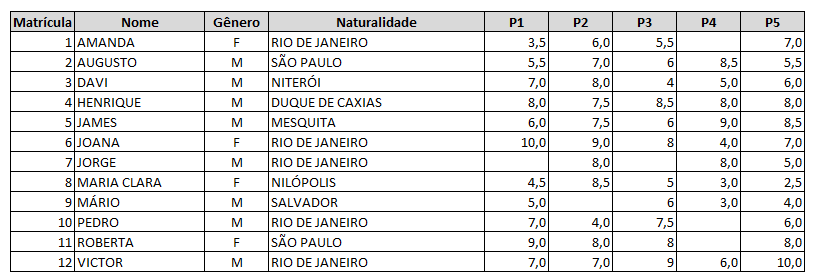 Matrícula Nome Gênero Naturalidade P1 P2 P3 P4 P5
1 AMANDA F RIO DE JANEIRO 3,5 6,0 5,5 7,0
2 AUGUSTO M SÃO PAULO 5,5 7,0 6 8,5 5,5
3 DAVI M NITERÓI 7,0 8,0 4 5,0 6,0
4 HENRIQUE M DUQUE DE CAXIAS 8,0 7,5 8,5 8,0 8,0
5 JAMES M MESQUITA 6,0 7,5 6 9,0 8,5
6 JOANA F RIO DE JANEIRO 10,0 9,0 8 4,0 7,0
7 JORGE M RIO DE JANEIRO 8,0 8,0 5,0
8 MARIA CLARA F NILÓPOLIS 4,5 8,5 5 3,0 2,5
9 MÁRIO M SALVADOR 5,0 6 3,0 4,0
10 PEDRO M RIO DE JANEIRO 7,0 4,0 7,5 6,0
11 ROBERTA F SÃO PAULO 9,0 8,0 8 8,0
12 VICTOR M RIO DE JANEIRO 7,0 7,0 9 6,0 10,0